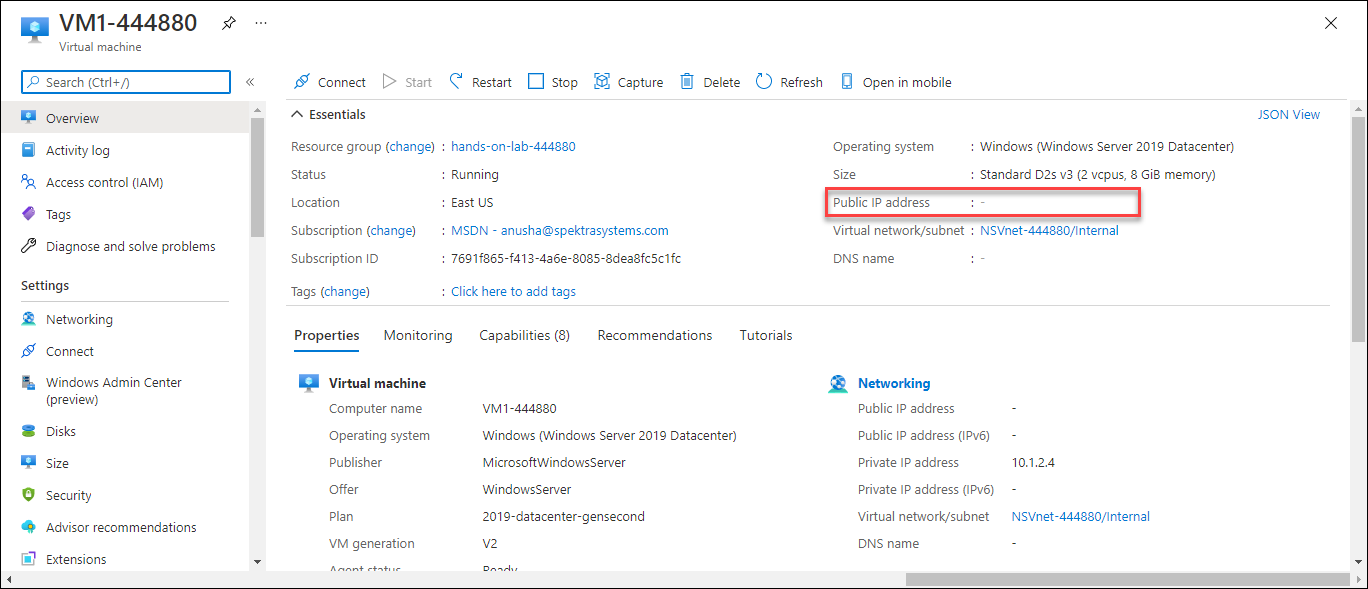 VM1-444880
Virtual machine
Search (Ctrl+/)
Overview
Activity log
Access control (IAM)
Tags
Diagnose and solve problems
Settings
Networking
Connect
Windows Admin Center
(preview)
Disks
Size
Security
Advisor recommendations
Extensions
Connect Start Restart Stop Capture Delete Refresh Open in mobile
Essentials JSON View
Resource group (change) : hands-on-lab-444880
Status : Running
Location : East US
Subscription (change) : MSDN - anusha@spektrasystems.com
Subscription ID : 7691f865-f413-4a6e-8085-8dea8fc5c1fc
Tags (change) : Click here to add tags
Operating system : Windows (Windows Server 2019 Datacenter)
Size : Standard D2s v3 (2 vcpus, 8 GiB memory)
Public IP address : -
Virtual network/subnet : NSVnet-444880/Internal
DNS name : -
Properties Monitoring Capabilities (8) Recommendations Tutorials
Virtual machine
Computer name VM1-444880
Operating system Windows (Windows Server 2019 Datacenter)
Publisher MicrosoftWindowsServer
Offer WindowsServer
Plan 2019-datacenter-gensecond
VM generation V2
Agent status Ready
Networking
Public IP address -
Public IP address (IPv6) -
Private IP address 10.1.2.4
Private IP address (IPv6) -
Virtual network/subnet NSVnet-444880/Internal
DNS name -